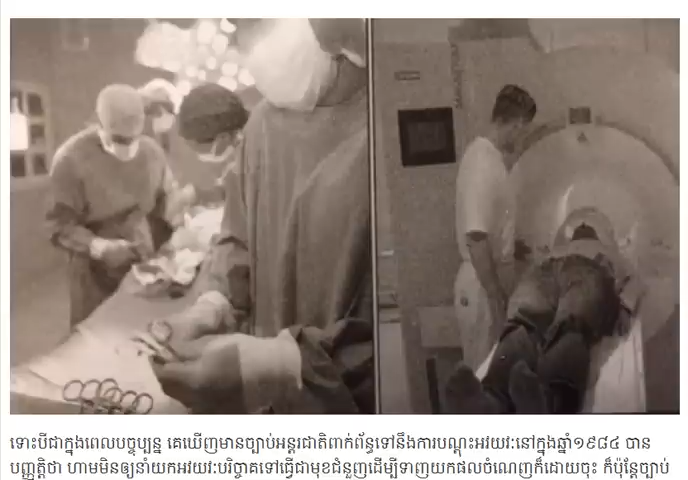 ទោះបីជាក្នុងពេលបច្ចុប្បន្ន គេឃើញមានច្បាប់អន្តរជាតិពាក់ព័ន្ធទៅនឹងការបណ្តុះអវយវៈនៅក្នុងឆ្នាំ១៩៨៤ បាន
បញ្ញត្តិថា ហាមមិនឲ្យនាំយកអវយវៈបរិច្ចាគទៅធ្វើជាមុខជំនួញដើម្បីទាញយកផលចំណេញក៏ដោយចុះ ក៏ប៉ុន្តែច្បាប់